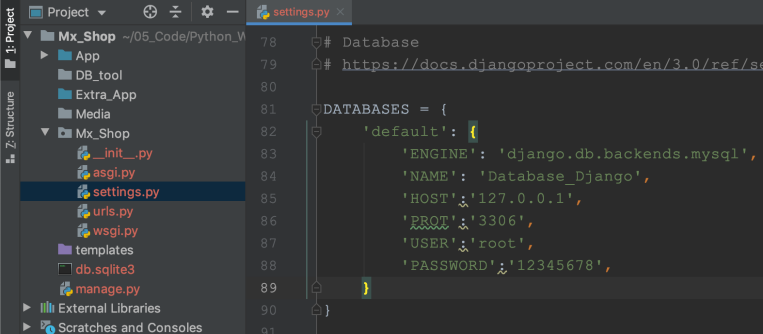 Project
settings.py
1: Project
Z: Structure
Mx_Shop ~/05_Code/Python_W
App
DB_tool
Extra_App
Media
Mx_Shop
__init__.py
asgi.py
settings.py
urls.py
wsgi.py
templates
db.sqlite3
manage.py
External Libraries
Scratches and Consoles
78 # Database
79 # https://docs.djangoproject.com/en/3.0/ref/se
80
81 DATABASES = {
82 'default': {
83 'ENGINE': 'django.db.backends.mysql',
84 'NAME': 'Database_Django',
85 'HOST':'127.0.0.1',
86 'PROT':'3306',
87 'USER':'root',
88 'PASSWORD':'12345678',
89 }
90 }
91